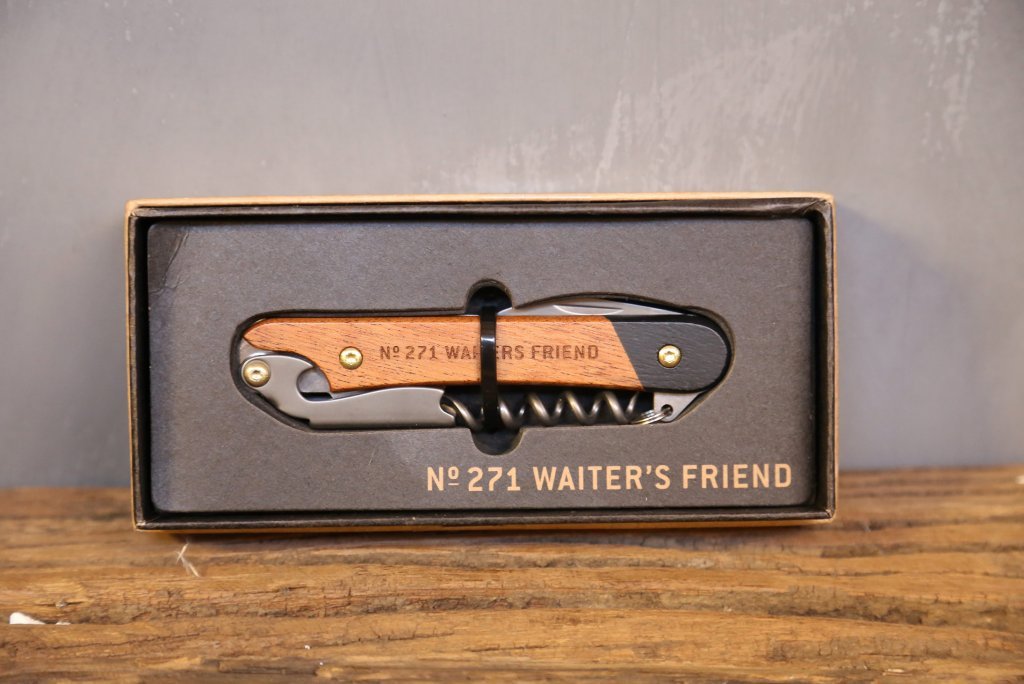 Nº 271 WAITERS FRIEND
Nº 271 WAITER'S FRIEND